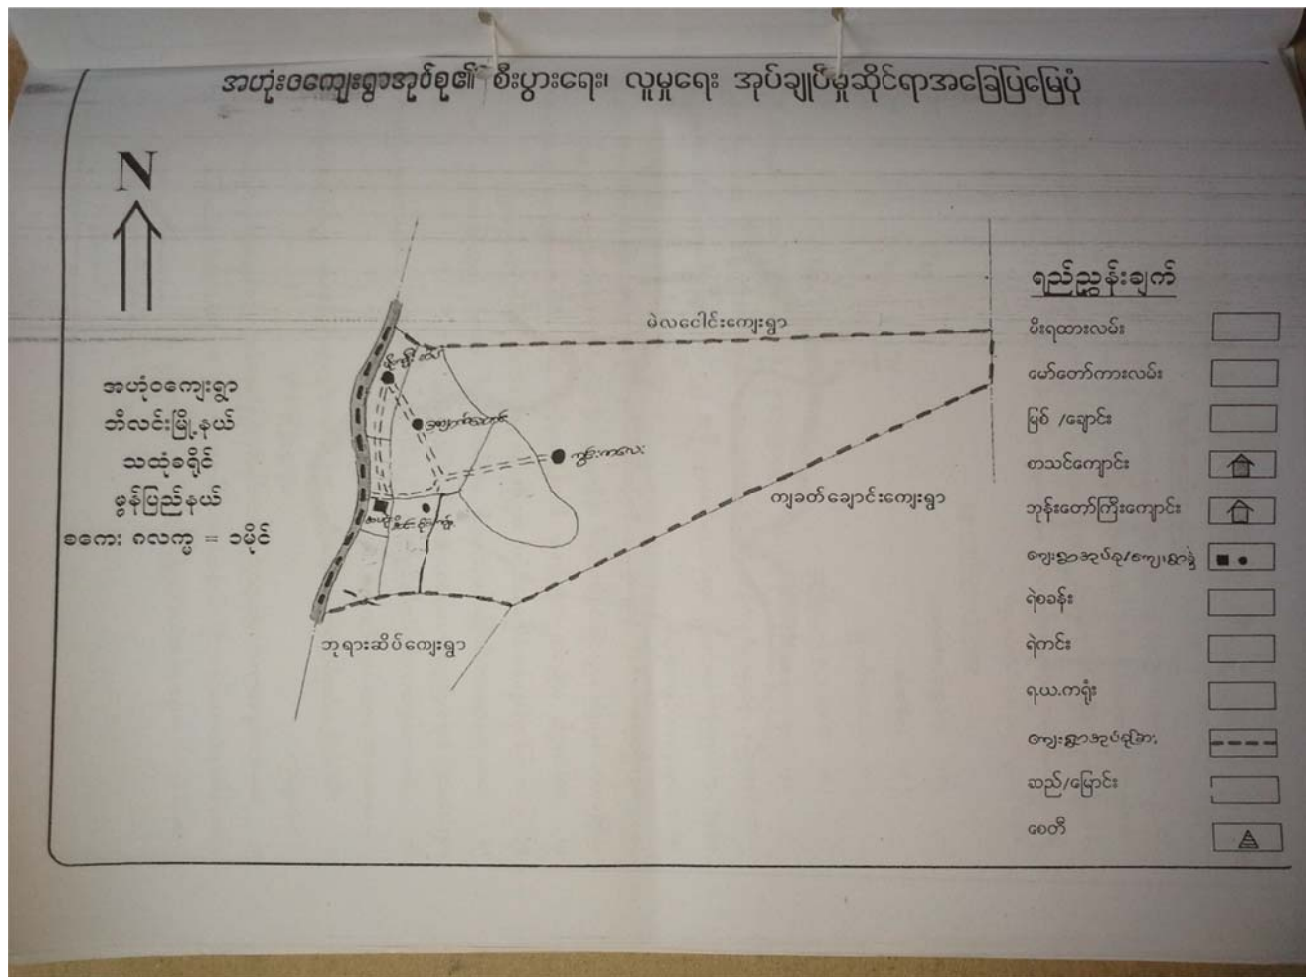 အဟုံးဝကျေးရွာအုပ်စု၏ စီးပွားရေး၊ လူမှုရေး အုပ်ချုပ်မှုဆိုင်ရာအခြေပြမြေပုံ
N
အဟုံဝကျေးရွာ
ဘီလင်းမြို့နယ်
သထုံခရိုင်
မွန်ပြည်နယ်
စကေး ၈လက္မ = ၁မိုင်
မဲလငေါင်းကျေးရွာ
ကွင်းကလေး
ကျခတ်ချောင်းကျေးရွာ
ဘုရားဆိပ်ကျေးရွာ
ရည်ညွှန်းချက်
မီးရထားလမ်း
မော်တော်ကားလမ်း
မြစ် /ချောင်း
စာသင်ကျောင်း
ဘုန်းတော်ကြီးကျောင်း
ကျေးရွာအုပ်စု/ကျေးရွာခွဲ
ရဲစခန်း
ရဲကင်း
ရ.ယ.ကရုံး
ကျေးရွာအုပ်စုခြား
ဆည်/မြောင်း
စေတီ